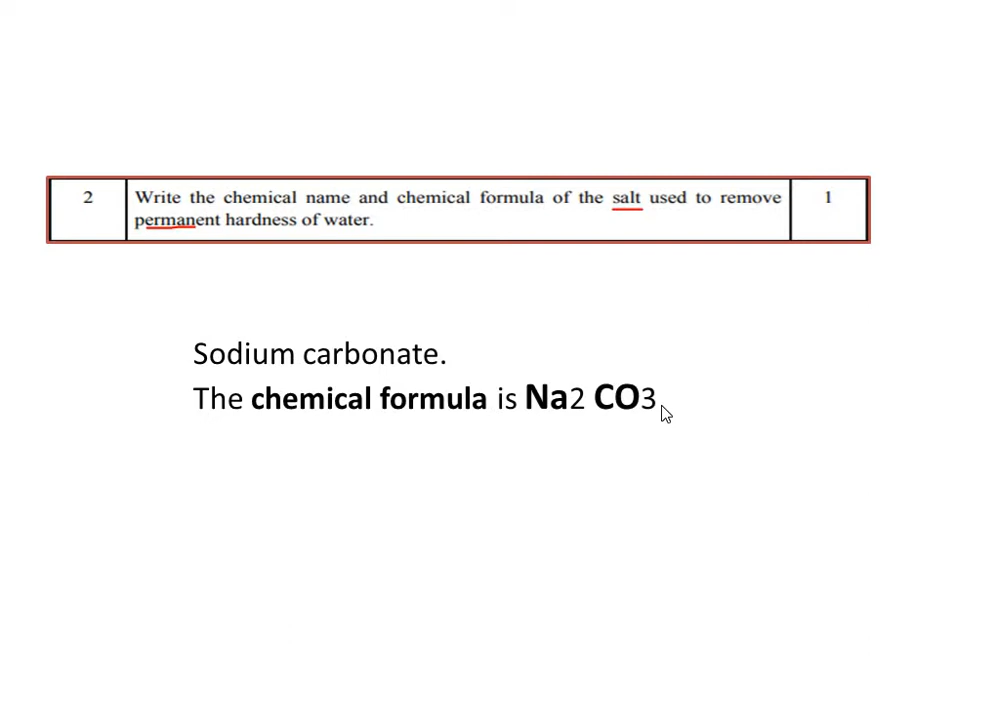 2 Write the chemical name and chemical formula of the salt used to remove 1
permanent hardness of water.
Sodium carbonate.
The chemical formula is Na2 CO3